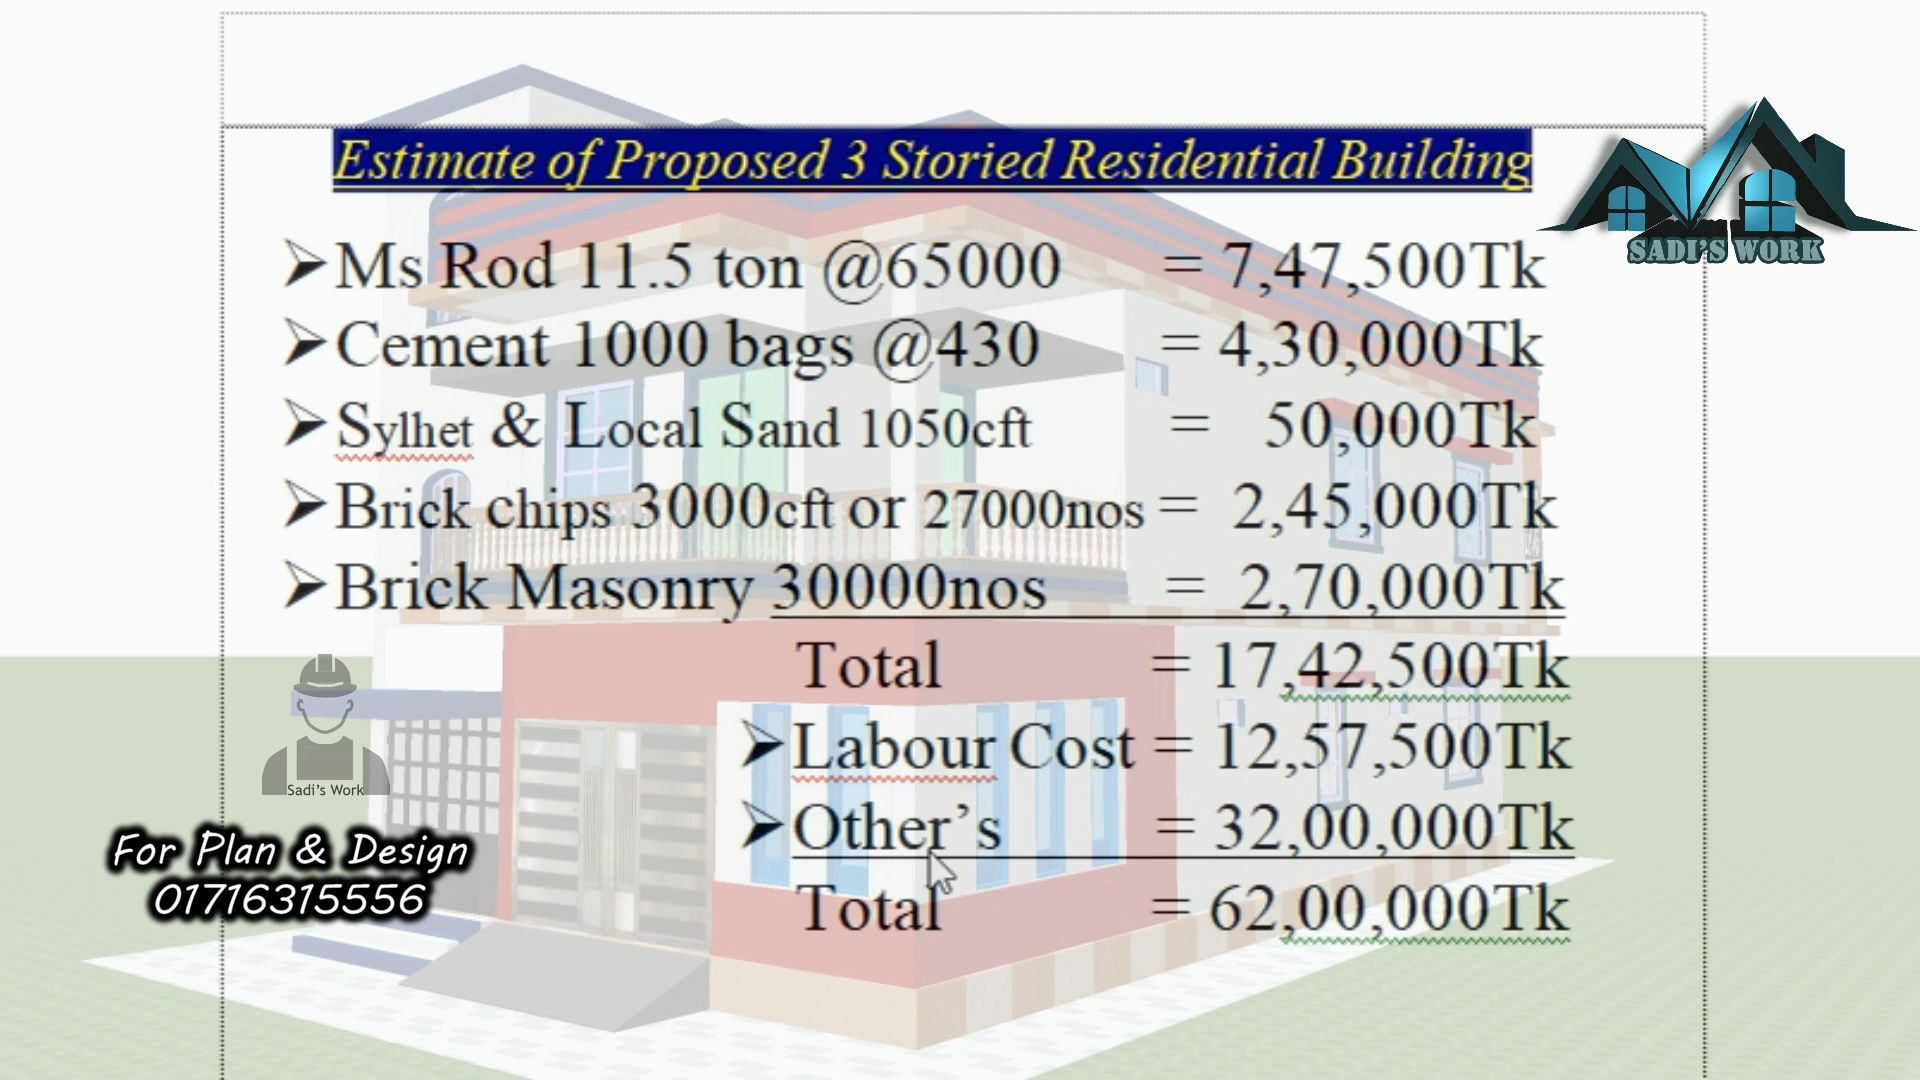 Estimate of Proposed 3 Storied Residential Building
SADI'S WORK
➢Ms Rod 11.5 ton @65000 = 7,47,500Tk
➢Cement 1000 bags @430 = 4,30,000Tk
➢Sylhet & Local Sand 1050cft = 50,000Tk
➢Brick chips 3000cft or 27000nos = 2,45,000Tk
➢Brick Masonry 30000nos = 2,70,000Tk
Total = 17,42,500Tk
➢Labour Cost = 12,57,500Tk
➢Other's = 32,00,000Tk
Total = 62,00,000Tk
Sadi's Work
For Plan & Design
01716315556